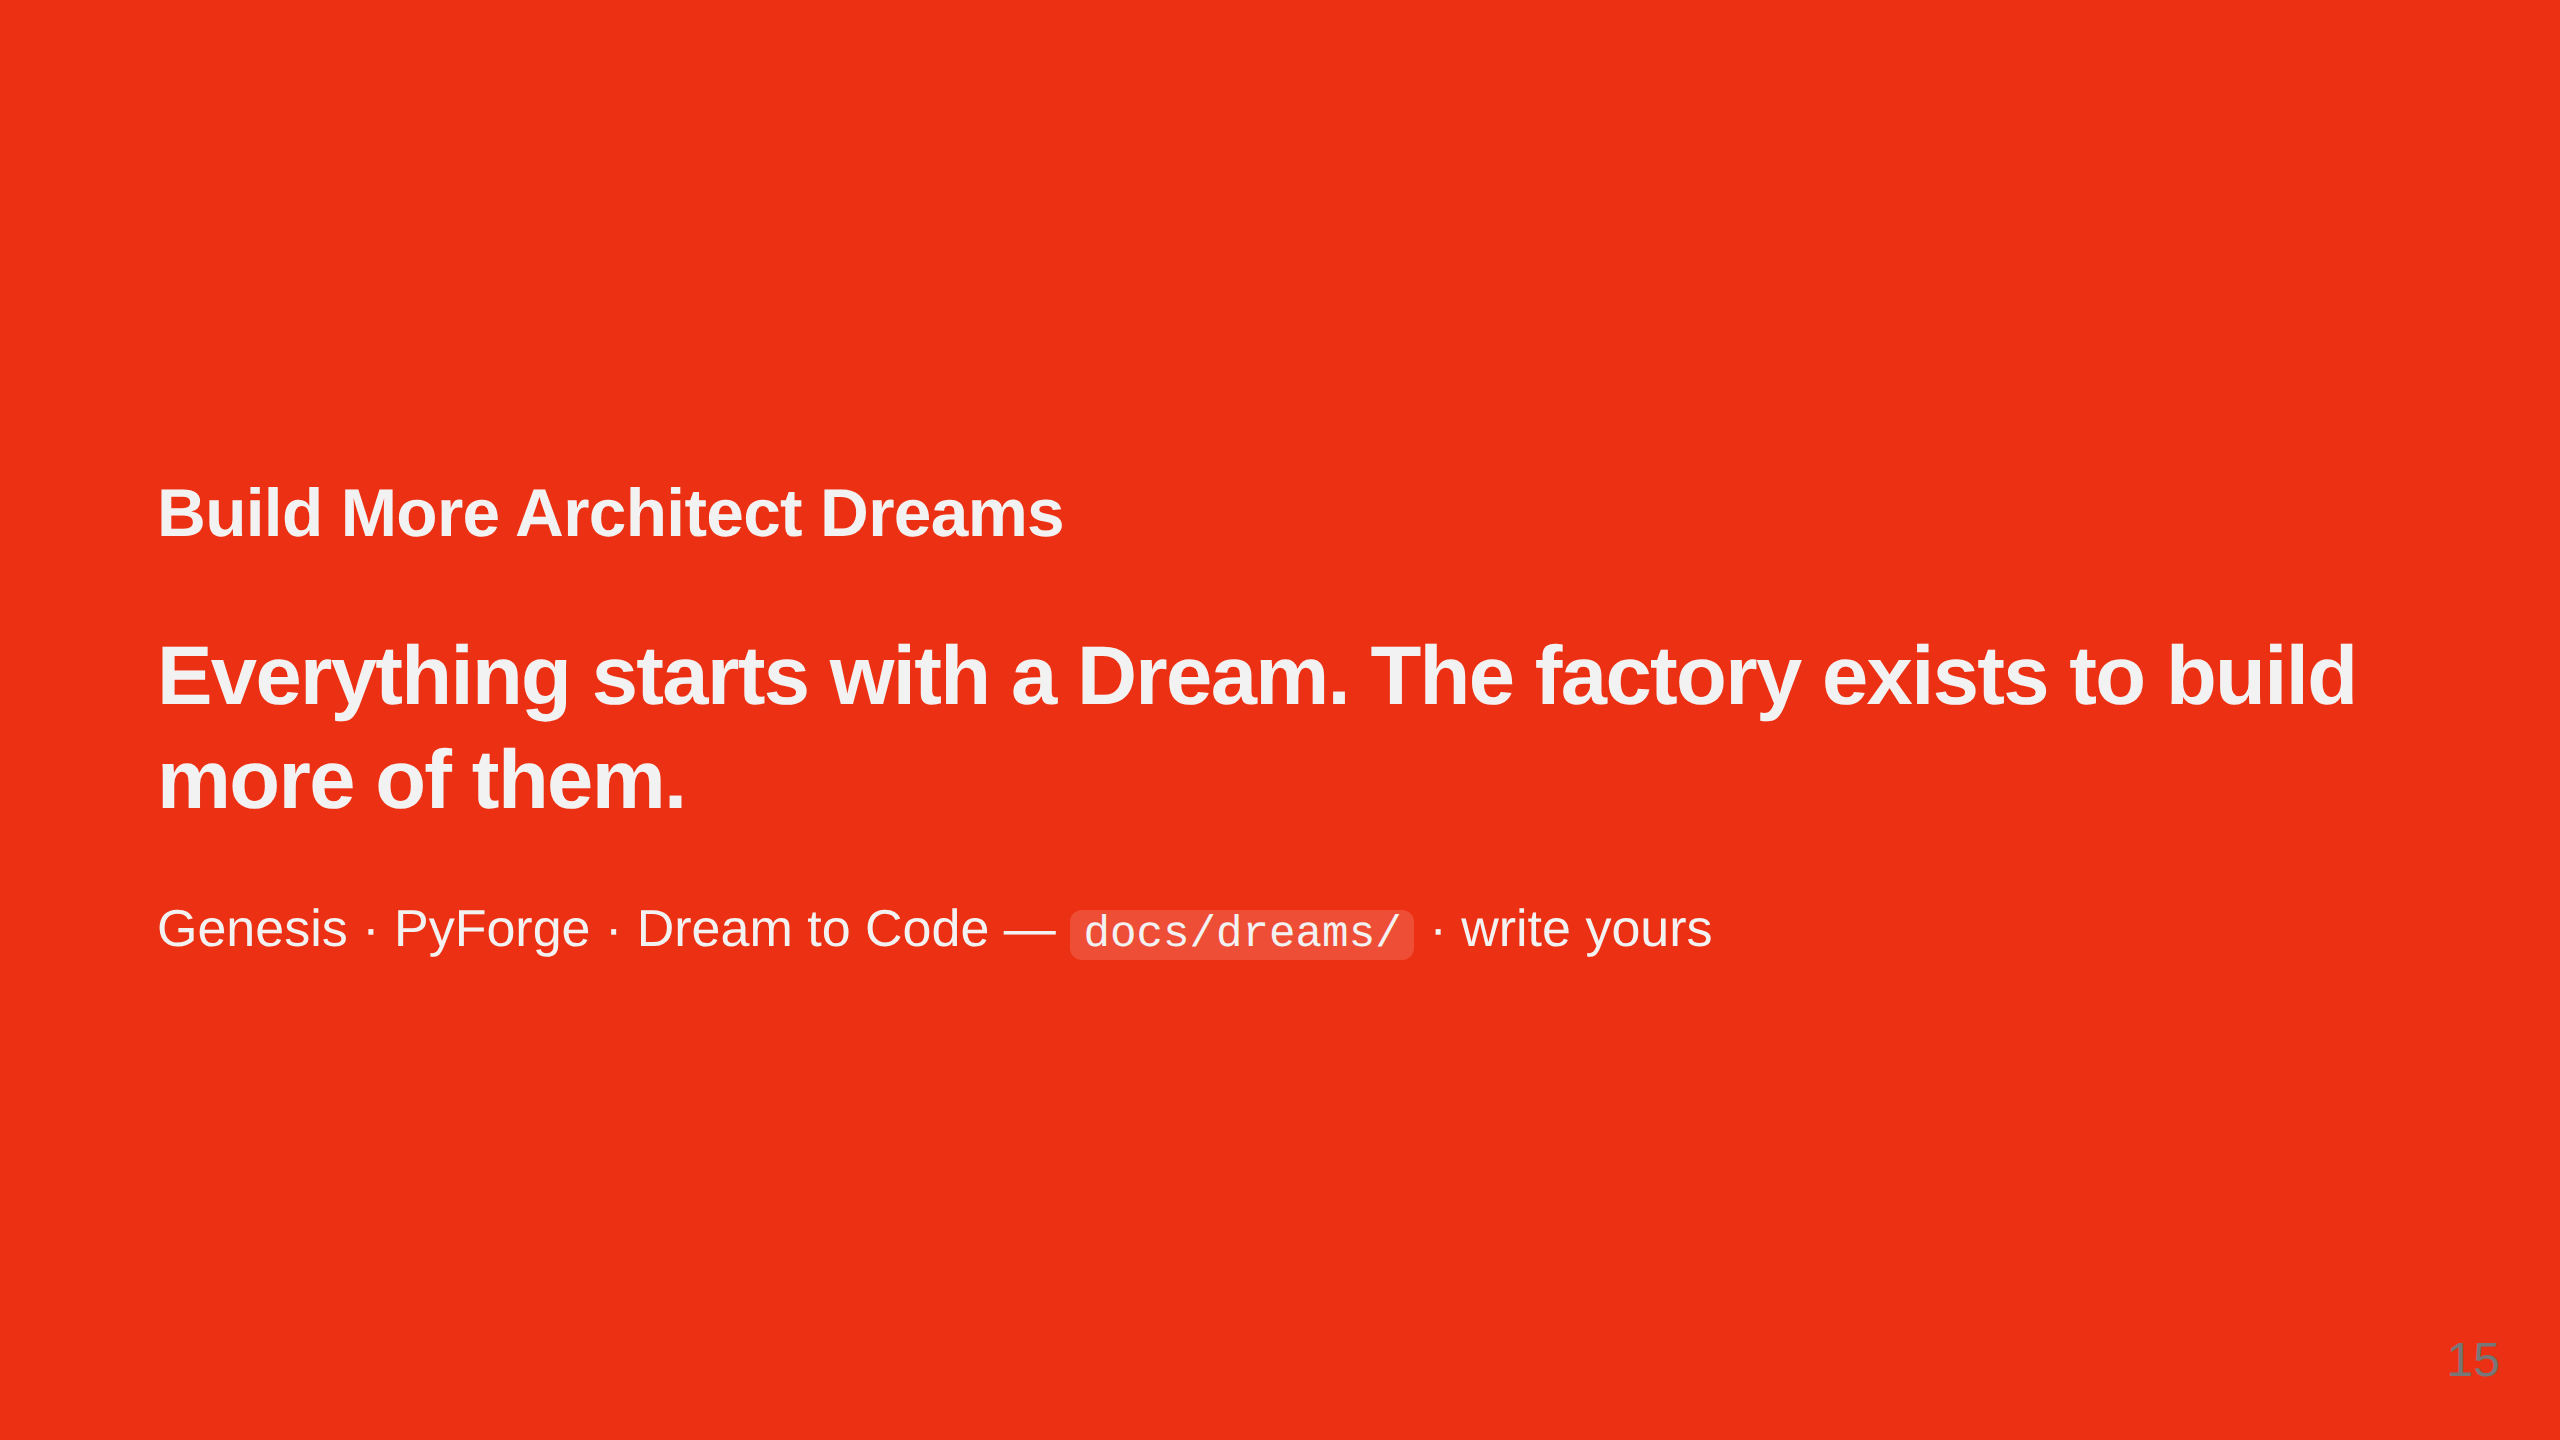 Build More Architect Dreams
Everything starts with a Dream. The factory exists to build
more of them.
Genesis · PyForge · Dream to Code — docs/dreams/ · write yours
15